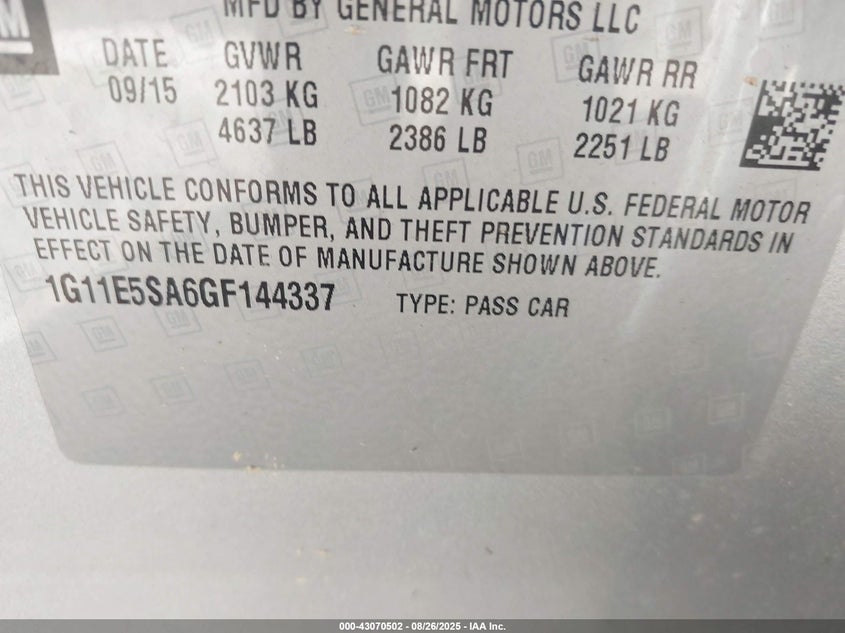 GM
MFD BY GENERAL MOTORS LLC
DATE GVWR GAWR FRT GAWR RR
09/15 2103 KG 1082 KG 1021 KG
4637 LB 2386 LB 2251 LB
THIS VEHICLE CONFORMS TO ALL APPLICABLE U.S. FEDERAL MOTOR
VEHICLE SAFETY, BUMPER, AND THEFT PREVENTION STANDARDS IN
EFFECT ON THE DATE OF MANUFACTURE SHOWN ABOVE.
1G11E5SA6GF144337 TYPE: PASS CAR
000-43070502 - 08/26/2025 - IAA Inc.